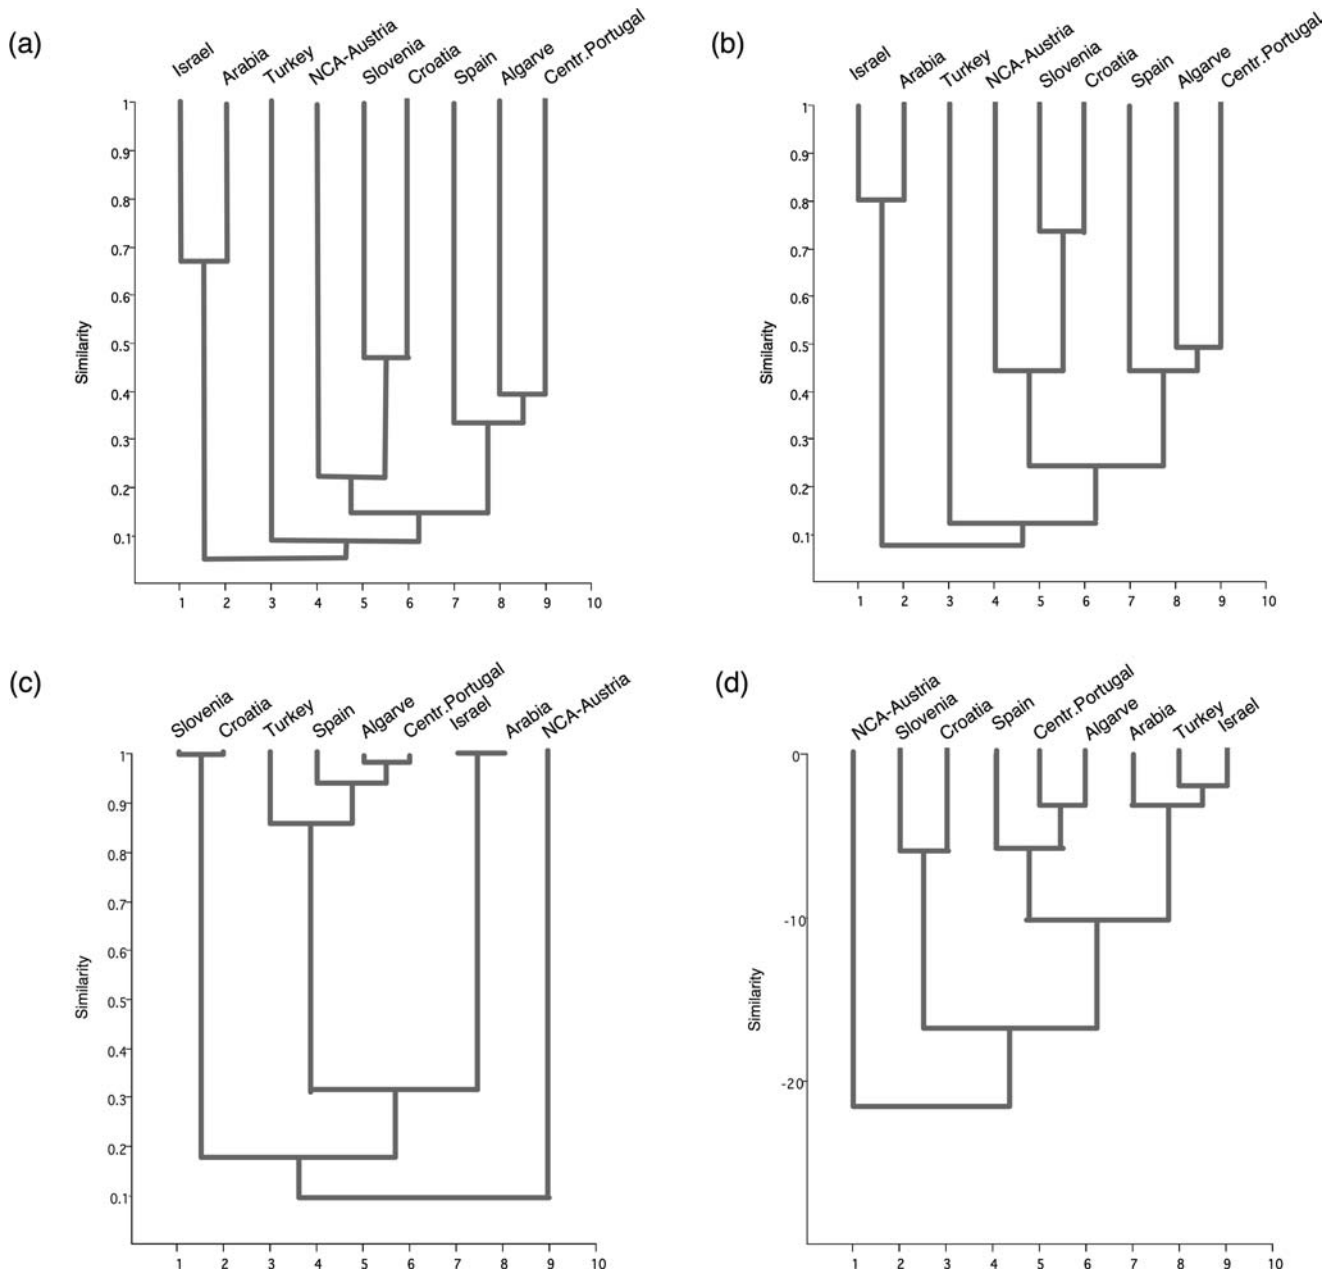 (a)
Israel
Arabia
Turkey
NCA-Austria
Slovenia
Croatia
Spain
Algarve
Centr.Portugal
1
0.9
0.8
0.7
0.6
0.5
0.4
0.3
0.2
0.1
Similarity
1 2 3 4 5 6 7 8 9 10
(b)
Israel
Arabia
Turkey
NCA-Austria
Slovenia
Croatia
Spain
Algarve
Centr.Portugal
1
0.9
0.8
0.7
0.6
0.5
0.4
0.3
0.2
0.1
Similarity
1 2 3 4 5 6 7 8 9 10
(c)
Slovenia
Croatia
Turkey
Spain
Algarve
Centr.Portugal
Israel
Arabia
NCA-Austria
1
0.9
0.8
0.7
0.6
0.5
0.4
0.3
0.2
0.1
Similarity
1 2 3 4 5 6 7 8 9 10
(d)
NCA-Austria
Slovenia
Croatia
Spain
Centr.Portugal
Algarve
Arabia
Turkey
Israel
0
-10
-20
Similarity
1 2 3 4 5 6 7 8 9 10